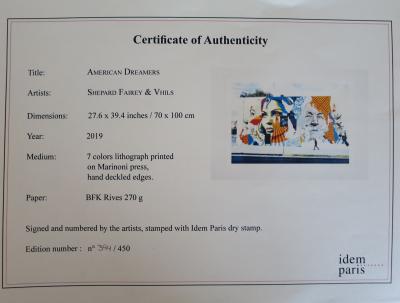 Certificate of Authenticity
Title: American Dreamers
Artists: Shepard Fairey & Vhils
Dimensions: 27.6 x 39.4 inches / 70 x 100 cm
Year: 2019
Medium: 7 colors lithograph printed
on Marinoni press,
hand deckled edges.
Paper: BFK Rives 270 g
Signed and numbered by the artists, stamped with Idem Paris dry stamp.
Edition number : n° 394 / 450
idem
paris